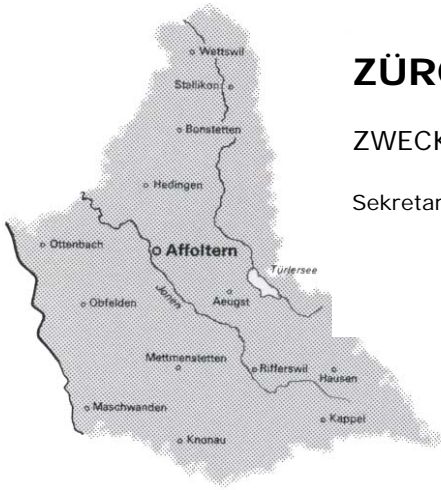 Wettswil
ZÜRC
Stallikon
Bonstetten
ZWECK
Hedingen
Sekretar
Ottenbach
Affoltern
Türlersee
Jonen
Obfelden
Aeugst
Mettmenstetten
Rifferswil
Hausen
Maschwanden
Kappel
Knonau